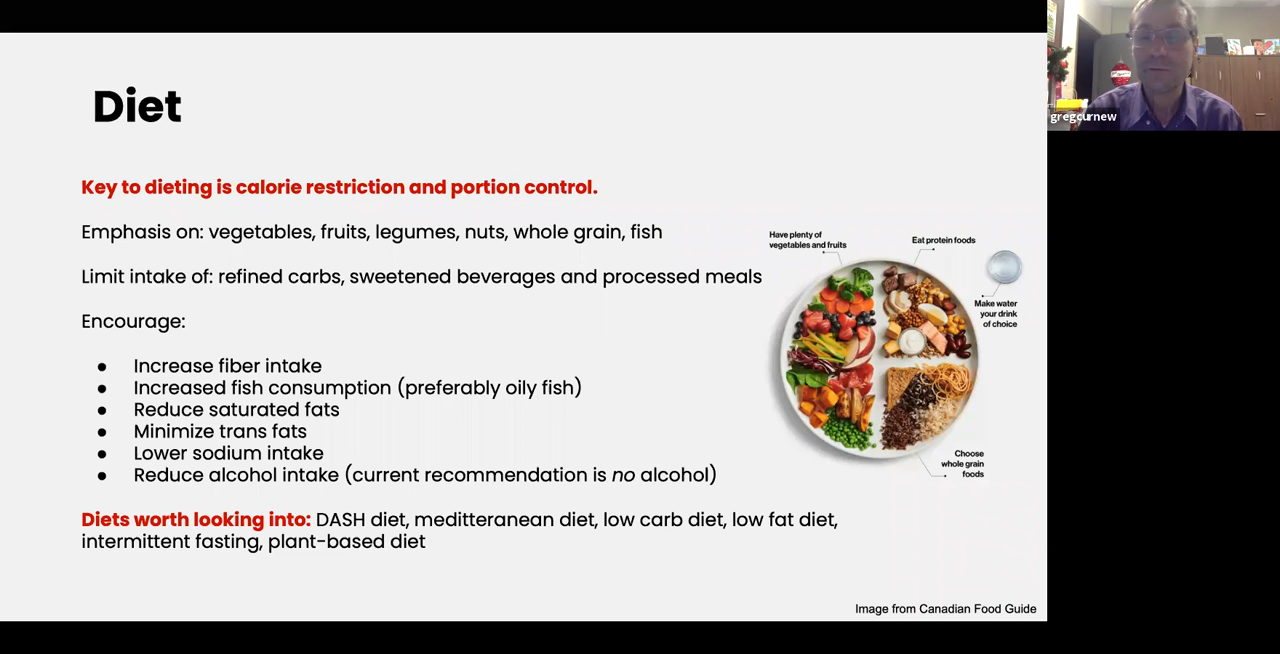 Diet
Key to dieting is calorie restriction and portion control.
Emphasis on: vegetables, fruits, legumes, nuts, whole grain, fish
Limit intake of: refined carbs, sweetened beverages and processed meals
Encourage:
● Increase fiber intake
● Increased fish consumption (preferably oily fish)
● Reduce saturated fats
● Minimize trans fats
● Lower sodium intake
● Reduce alcohol intake (current recommendation is no alcohol)
Diets worth looking into: DASH diet, meditteranean diet, low carb diet, low fat diet,
intermittent fasting, plant-based diet
Have plenty of
vegetables and fruits
Eat protein foods
Make water
your drink
of choice
Choose
whole grain
foods
Image from Canadian Food Guide
gregcurnew